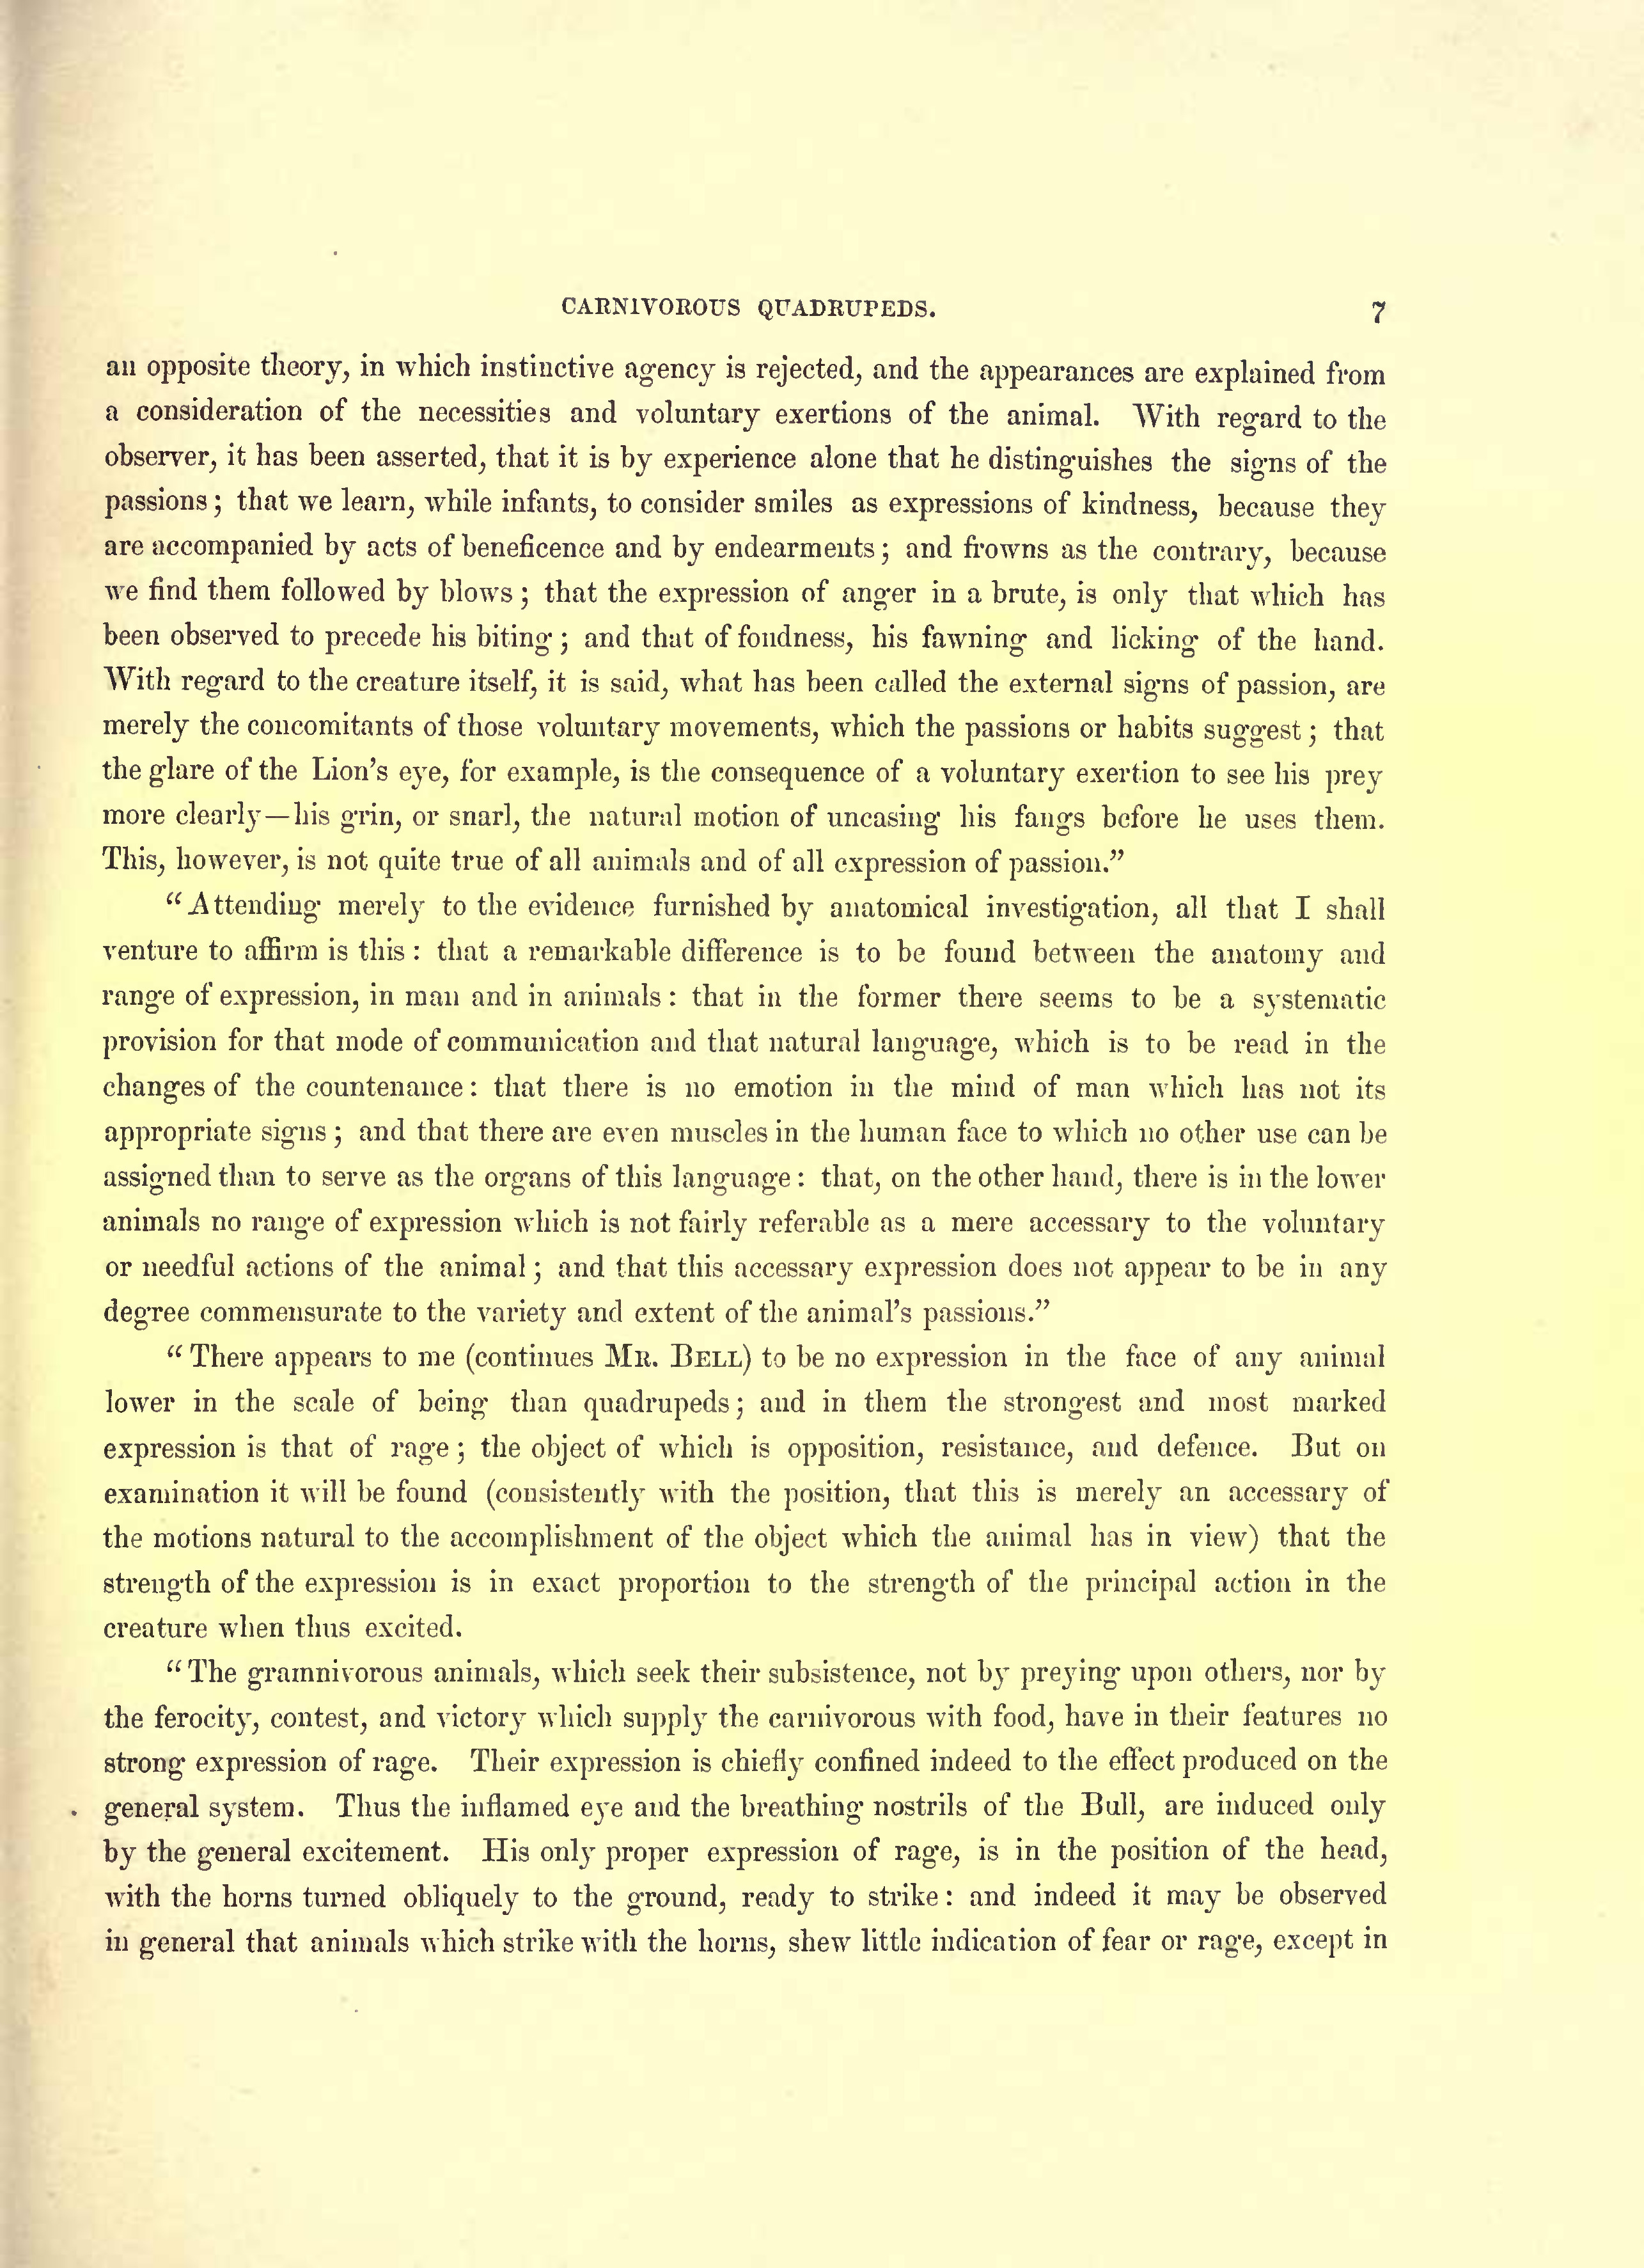 CARNIVOROUS QUADRUPEDS. 7
an opposite theory, in which instinctive agency is rejected, and the appearances are explained from
a consideration of the necessities and voluntary exertions of the animal. With regard to the
observer, it has been asserted, that it is by experience alone that he distinguishes the signs of the
passions; that we learn, while infants, to consider smiles as expressions of kindness, because they
are accompanied by acts of beneficence and by endearments; and frowns as the contrary, because
we find them followed by blows; that the expression of anger in a brute, is only that which has
been observed to precede his biting; and that of fondness, his fawning and licking of the hand.
With regard to the creature itself, it is said, what has been called the external signs of passion, are
merely the concomitants of those voluntary movements, which the passions or habits suggest; that
the glare of the Lion's eye, for example, is the consequence of a voluntary exertion to see his prey
more clearly—his grin, or snarl, the natural motion of uncasing his fangs before he uses them.
This, however, is not quite true of all animals and of all expression of passion.”
“Attending merely to the evidence furnished by anatomical investigation, all that I shall
venture to affirm is this: that a remarkable difference is to be found between the anatomy and
range of expression, in man and in animals: that in the former there seems to be a systematic
provision for that mode of communication and that natural language, which is to be read in the
changes of the countenance: that there is no emotion in the mind of man which has not its
appropriate signs; and that there are even muscles in the human face to which no other use can be
assigned than to serve as the organs of this language: that, on the other hand, there is in the lower
animals no range of expression which is not fairly referable as a mere accessary to the voluntary
or needful actions of the animal; and that this accessary expression does not appear to be in any
degree commensurate to the variety and extent of the animal's passions.”
“There appears to me (continues MR. BELL) to be no expression in the face of any animal
lower in the scale of being than quadrupeds; and in them the strongest and most marked
expression is that of rage; the object of which is opposition, resistance, and defence. But on
examination it will be found (consistently with the position, that this is merely an accessary of
the motions natural to the accomplishment of the object which the animal has in view) that the
strength of the expression is in exact proportion to the strength of the principal action in the
creature when thus excited.
“The gramnivorous animals, which seek their subsistence, not by preying upon others, nor by
the ferocity, contest, and victory which supply the carnivorous with food, have in their features no
strong expression of rage. Their expression is chiefly confined indeed to the effect produced on the
general system. Thus the inflamed eye and the breathing nostrils of the Bull, are induced only
by the general excitement. His only proper expression of rage, is in the position of the head,
with the horns turned obliquely to the ground, ready to strike: and indeed it may be observed
in general that animals which strike with the horns, shew little indication of fear or rage, except in